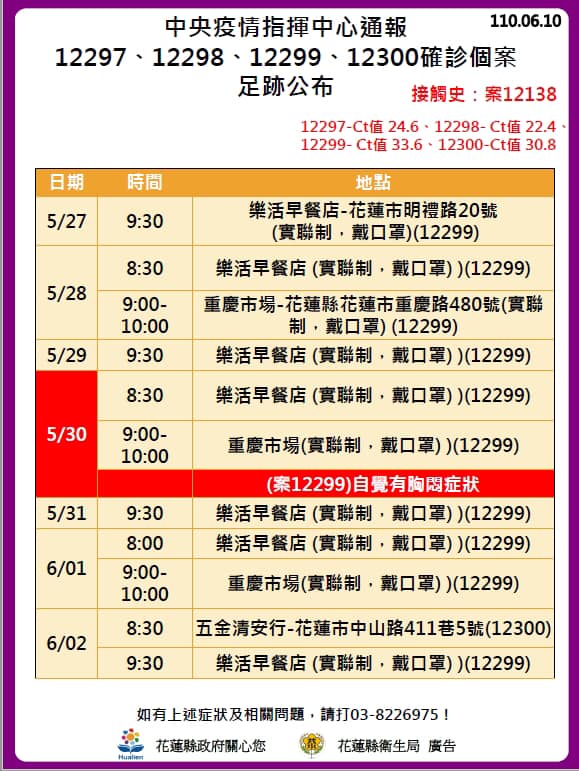 中央疫情指揮中心通報
110.06.10
12297、12298、12299、12300確診個案
足跡公布
接觸史：案12138
12297-Ct值 24.6、12298- Ct值 22.4、
12299- Ct值 33.6、12300-Ct值 30.8
日期 時間 地點
5/27 9:30 樂活早餐店-花蓮市明禮路20號
(實聯制，戴口罩)(12299)
5/28
8:30 樂活早餐店 (實聯制，戴口罩) )(12299)
9:00-
10:00
重慶市場-花蓮縣花蓮市重慶路480號(實聯
制，戴口罩) (12299)
5/29 9:30 樂活早餐店 (實聯制，戴口罩) )(12299)
5/30
8:30 樂活早餐店 (實聯制，戴口罩) )(12299)
9:00-
10:00
重慶市場(實聯制，戴口罩) )(12299)
(案12299)自覺有胸悶症狀
5/31 9:30 樂活早餐店 (實聯制，戴口罩) )(12299)
6/01
8:00 樂活早餐店 (實聯制，戴口罩) )(12299)
9:00-
10:00
重慶市場(實聯制，戴口罩) )(12299)
6/02
8:30 五金清安行-花蓮市中山路411巷5號(12300)
9:30 樂活早餐店 (實聯制，戴口罩) )(12299)
如有上述症狀及相關問題，請打03-8226975！
Hualien
花蓮縣政府關心您 花蓮縣衛生局 廣告